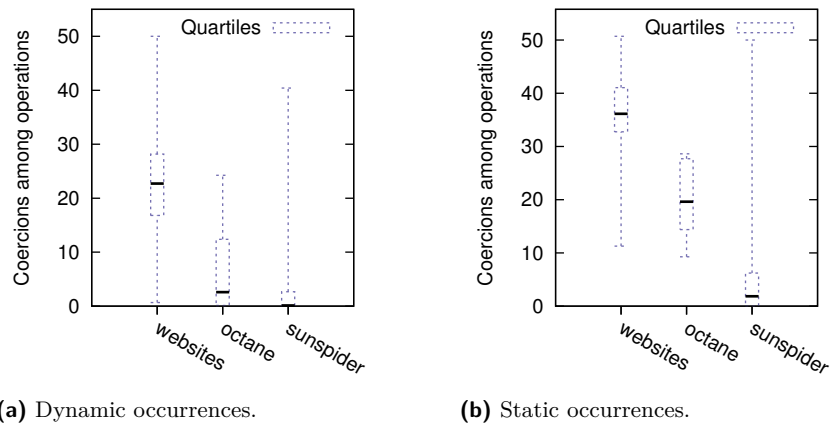 Coercions among operations
50
40
30
20
10
0
Quartiles
websites
octane
sunspider
(a) Dynamic occurrences.
Coercions among operations
50
40
30
20
10
0
Quartiles
websites
octane
sunspider
(b) Static occurrences.